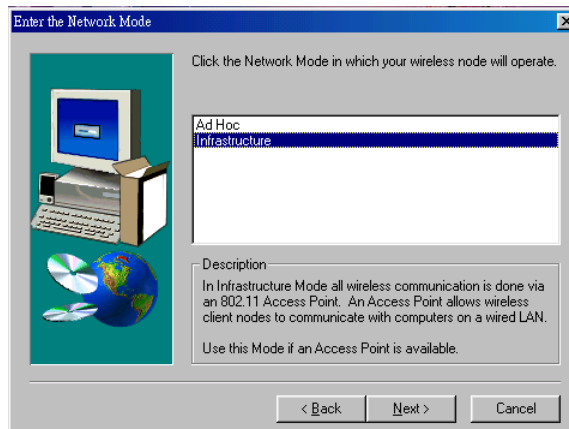 Enter the Network Mode
Click the Network Mode in which your wireless node will operate.
Ad Hoc
Infrastructure
Description
In Infrastructure Mode all wireless communication is done via
an 802.11 Access Point. An Access Point allows wireless
client nodes to communicate with computers on a wired LAN.
Use this Mode if an Access Point is available.
< Back
Next >
Cancel